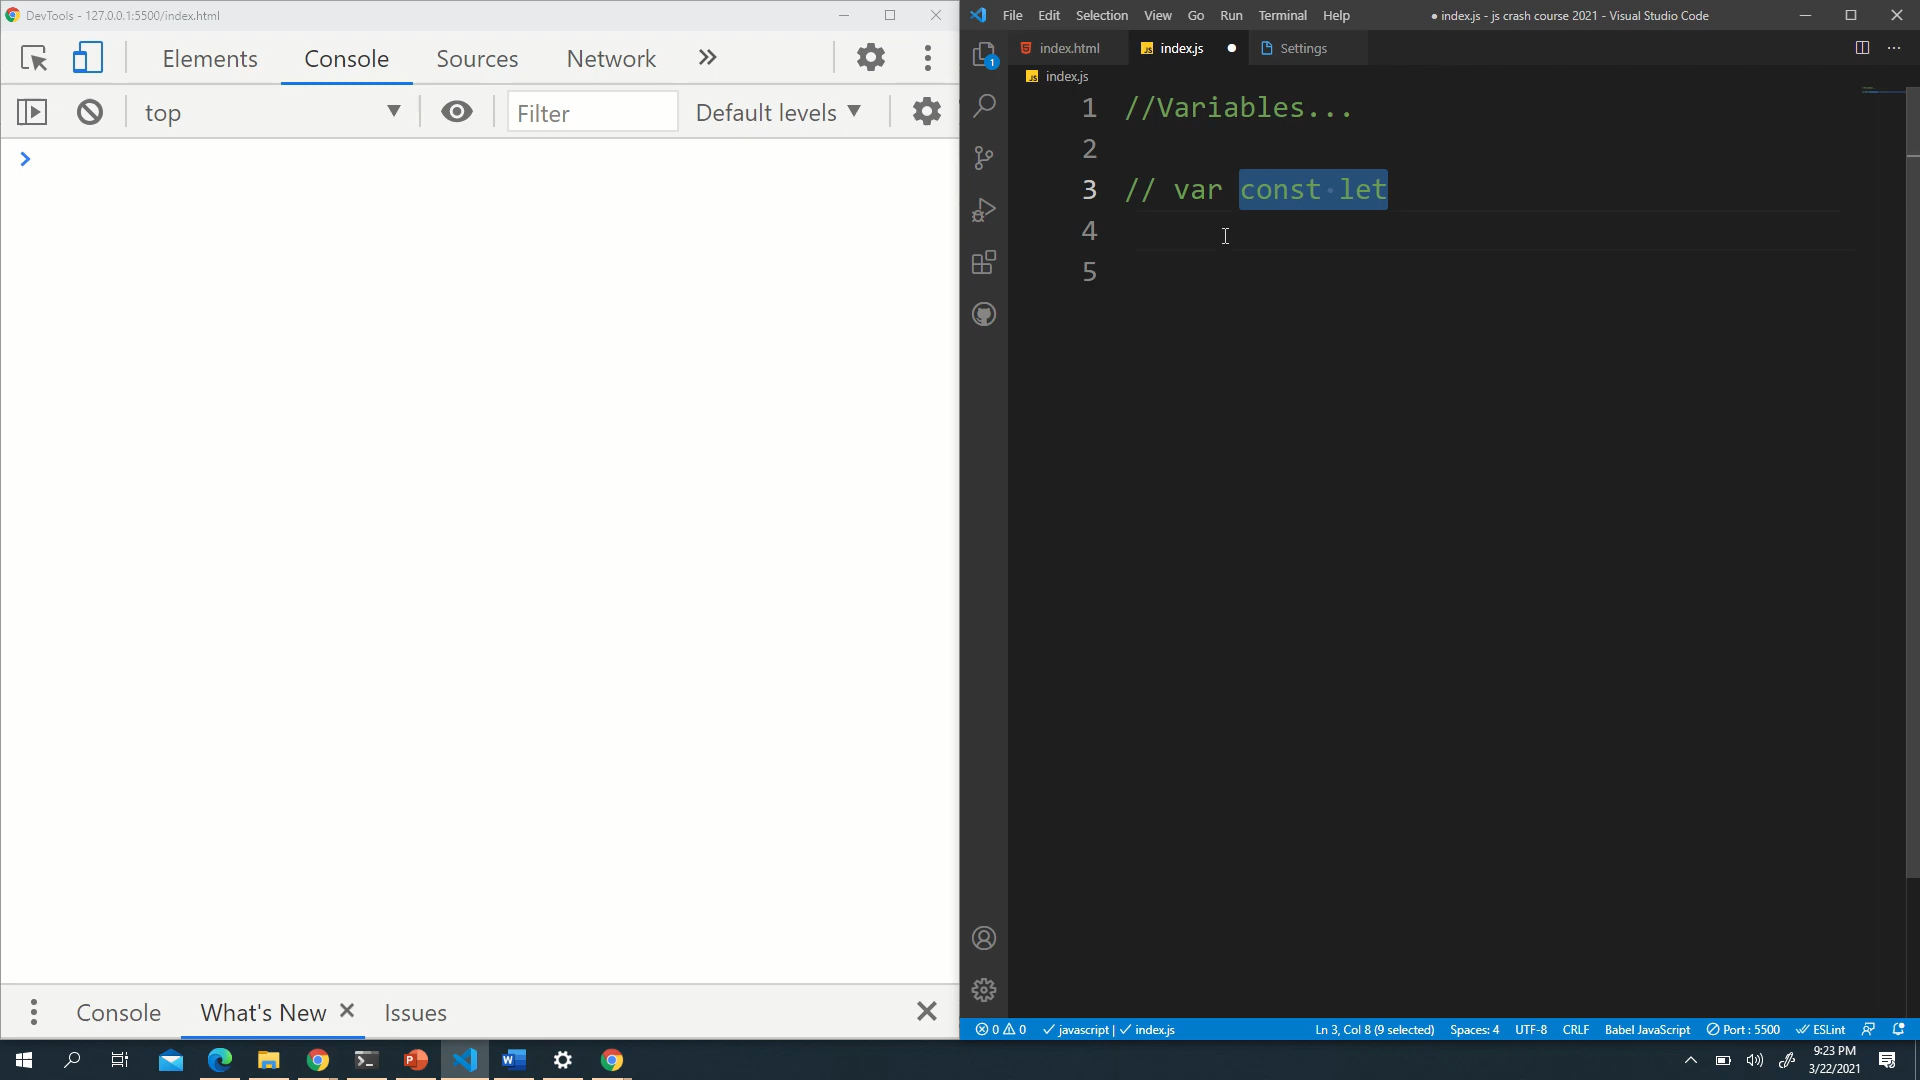 DevTools - 127.0.0.1:5500/index.html
Elements Console Sources Network
top Filter Default levels
Console What's New Issues
File Edit Selection View Go Run Terminal Help ● index.js - js crash course 2021 - Visual Studio Code
index.html JS index.js ● Settings
JS index.js
1 //Variables...
2
3 // var const let
4
5
1
0 0 javascript | index.js Ln 3, Col 8 (9 selected) Spaces: 4 UTF-8 CRLF Babel JavaScript Port : 5500 ESLint
9:23 PM
3/22/2021